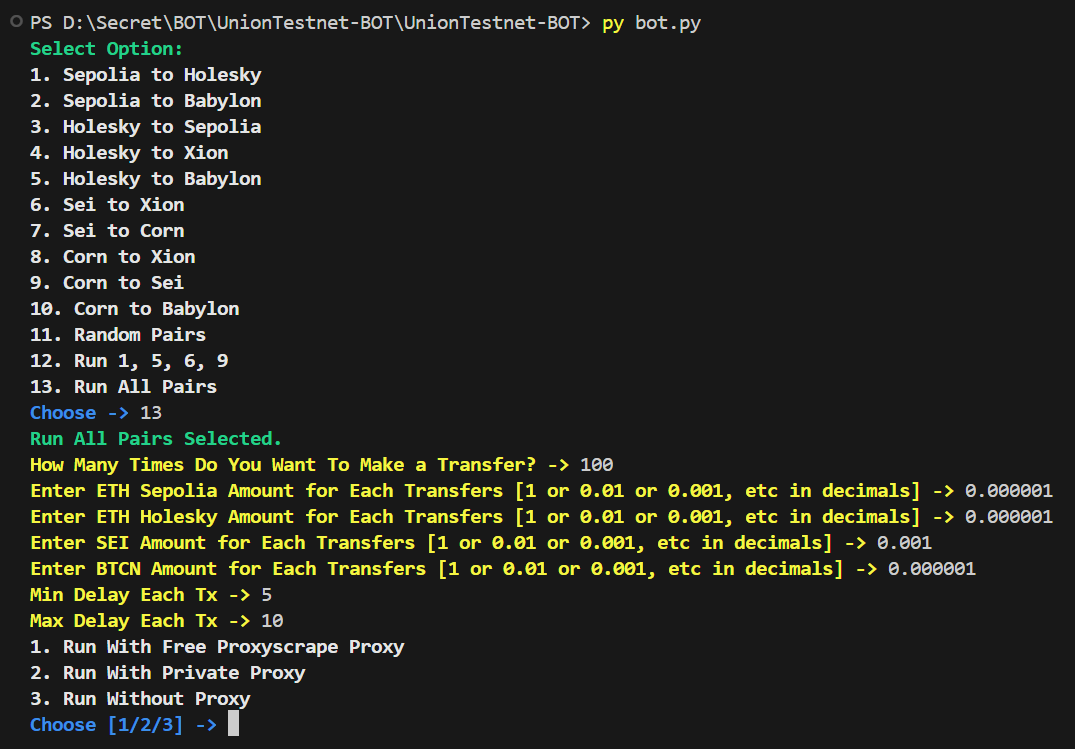 PS D:\Secret\BOT\UnionTestnet-BOT\UnionTestnet-BOT> py bot.py
Select Option:
1. Sepolia to Holesky
2. Sepolia to Babylon
3. Holesky to Sepolia
4. Holesky to Xion
5. Holesky to Babylon
6. Sei to Xion
7. Sei to Corn
8. Corn to Xion
9. Corn to Sei
10. Corn to Babylon
11. Random Pairs
12. Run 1, 5, 6, 9
13. Run All Pairs
Choose -> 13
Run All Pairs Selected.
How Many Times Do You Want To Make a Transfer? -> 100
Enter ETH Sepolia Amount for Each Transfers [1 or 0.01 or 0.001, etc in decimals] -> 0.000001
Enter ETH Holesky Amount for Each Transfers [1 or 0.01 or 0.001, etc in decimals] -> 0.000001
Enter SEI Amount for Each Transfers [1 or 0.01 or 0.001, etc in decimals] -> 0.001
Enter BTCN Amount for Each Transfers [1 or 0.01 or 0.001, etc in decimals] -> 0.000001
Min Delay Each Tx -> 5
Max Delay Each Tx -> 10
1. Run With Free Proxyscrape Proxy
2. Run With Private Proxy
3. Run Without Proxy
Choose [1/2/3] ->